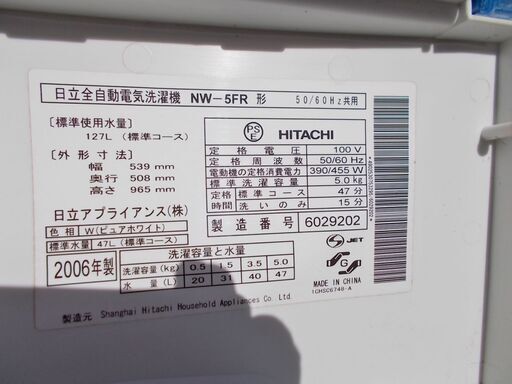 日立全自動電気洗濯機 NW-5FR 形 50/60Hz共用
〔標準使用水量〕
127L (標準コース)
〔外形寸法〕
幅 539 mm
奥行 508 mm
高さ 965 mm
日立アプライアンス(株)
色相 W(ピュアホワイト)
標準水量 47L(標準コース)
PS
E
HITACHI
定格電圧 100 V
定格周波数 50/60 Hz
電動機の定格消費電力 390/455 W
標準洗濯容量 5.0kg
定格時間 標準コース 47分
洗いのみ 15分
製造番号 6029202
2006年製
洗濯容量と水量
洗濯容量(kg) 0.5 1.5 3.5 5.0
水量(L) 20 31 40 47
JET
S G
MADE IN CHINA
1CHSC6748-A
製造元 Shanghai Hitachi Household Appliances Co. Ltd.